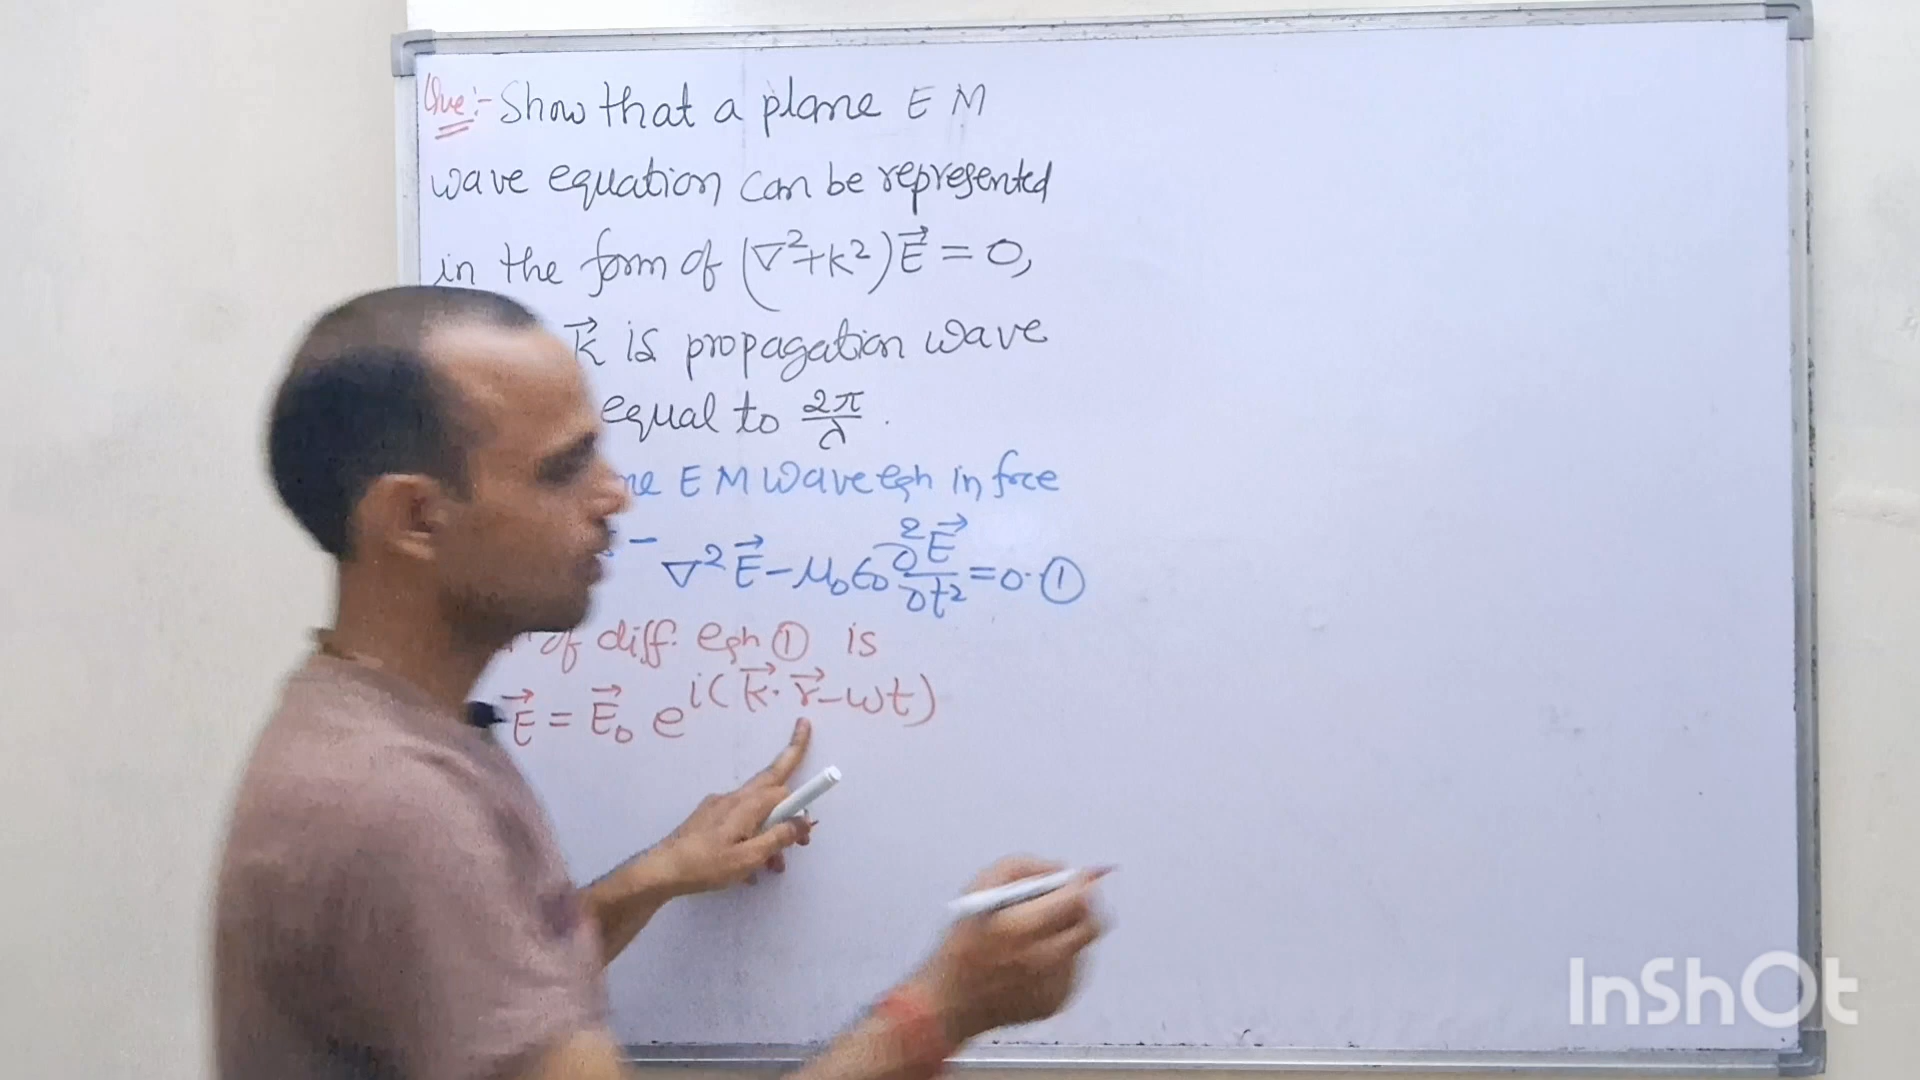 Que:- Show that a plane EM
wave equation can be represented
in the form of (∇²+k²)E⃗ = 0,
k⃗ is propagation wave
equal to 2π/λ.
EM Wave eqn in free
∇²E⃗ - μ₀ϵ₀ ∂²E⃗/∂t² = 0. ①
of diff. eqn ① is
E⃗ = E⃗₀ e^i(k⃗·r⃗-ωt)
InShOt